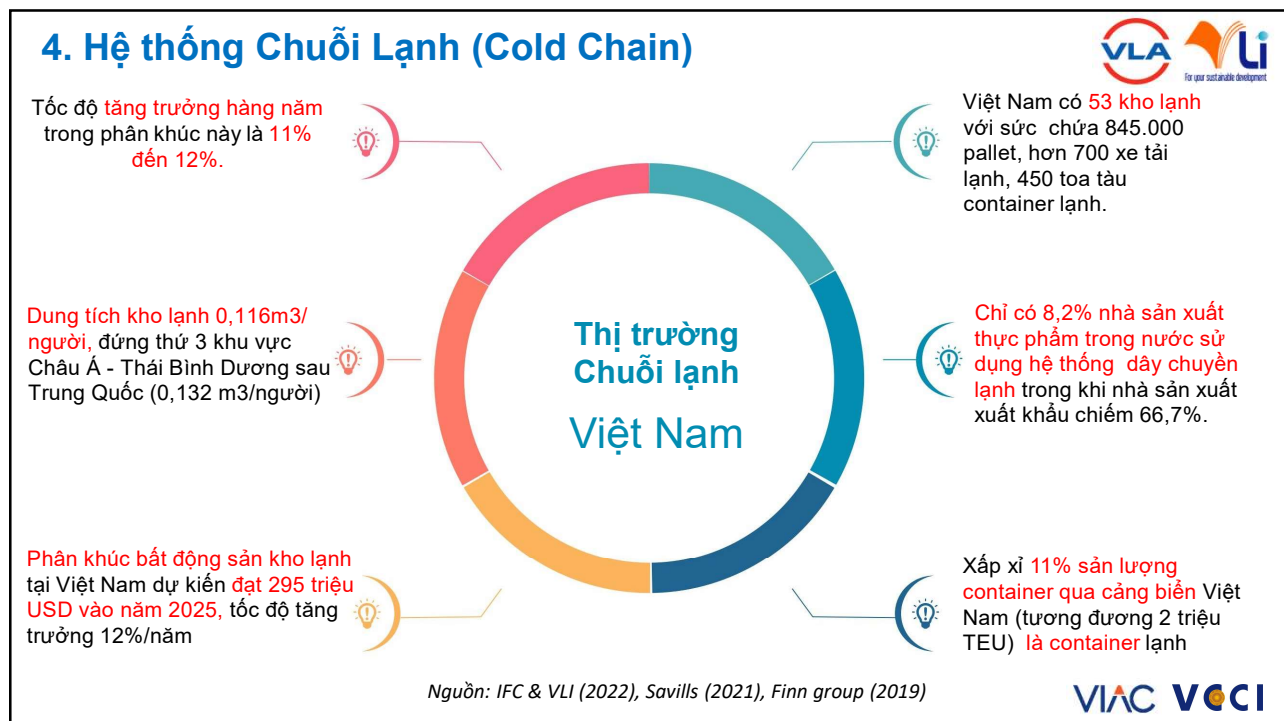 4. Hệ thống Chuỗi Lạnh (Cold Chain)
VLA
Li
For your sustainable development
Tốc độ tăng trưởng hàng năm
trong phân khúc này là 11%
đến 12%.
Việt Nam có 53 kho lạnh
với sức chứa 845.000
pallet, hơn 700 xe tải
lạnh, 450 toa tàu
container lạnh.
Dung tích kho lạnh 0,116m3/
người, đứng thứ 3 khu vực
Châu Á - Thái Bình Dương sau
Trung Quốc (0,132 m3/người)
Thị trường
Chuỗi lạnh
Việt Nam
Chỉ có 8,2% nhà sản xuất
thực phẩm trong nước sử
dụng hệ thống dây chuyền
lạnh trong khi nhà sản xuất
xuất khẩu chiếm 66,7%.
Phân khúc bất động sản kho lạnh
tại Việt Nam dự kiến đạt 295 triệu
USD vào năm 2025, tốc độ tăng
trưởng 12%/năm
Xấp xỉ 11% sản lượng
container qua cảng biển Việt
Nam (tương đương 2 triệu
TEU) là container lạnh
Nguồn: IFC & VLI (2022), Savills (2021), Finn group (2019)
VIAC VCCI